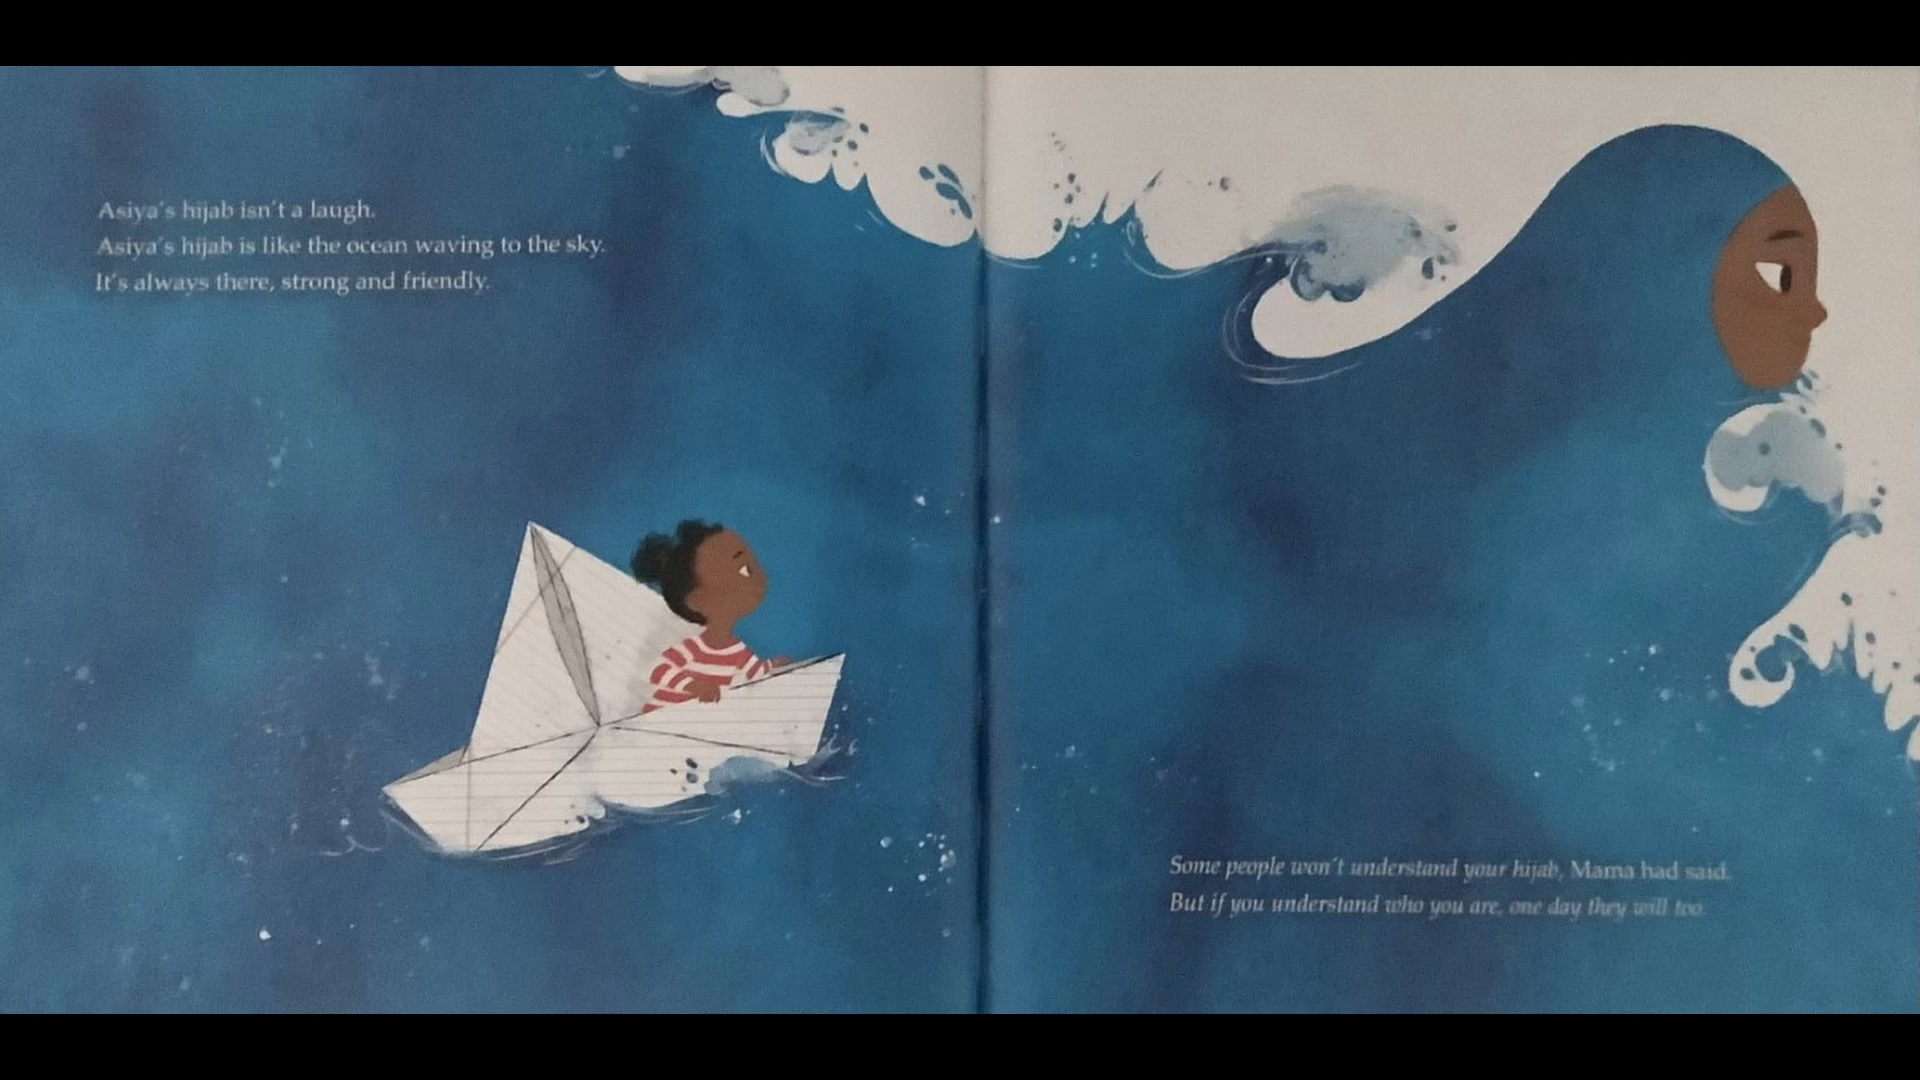 Asiya's hijab isn't a laugh.
Asiya's hijab is like the ocean waving to the sky.
It's always there, strong and friendly.
Some people won't understand your hijab, Mama had said.
But if you understand who you are, one day they will too.